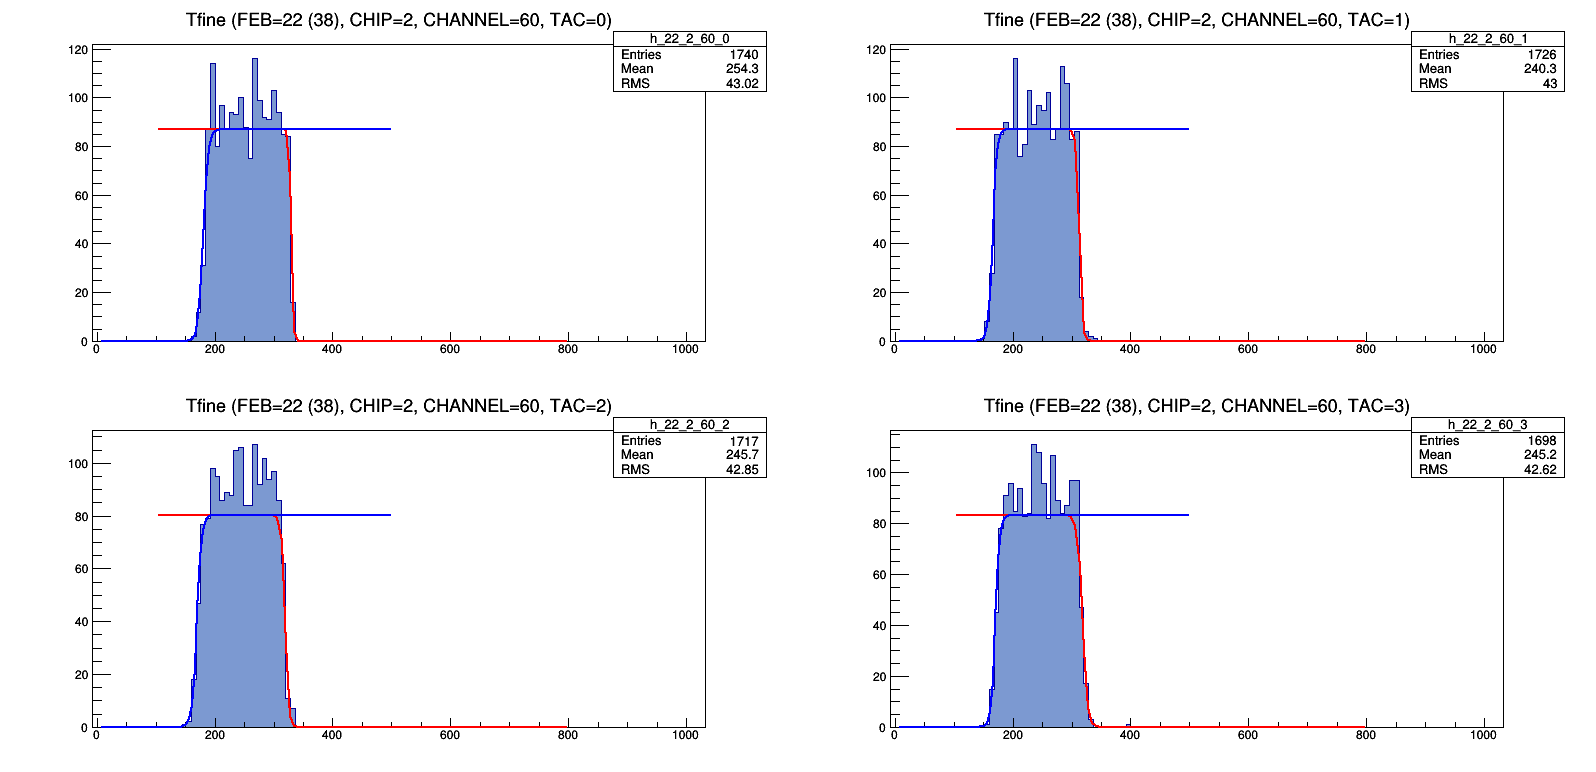 Tfine (FEB=22 (38), CHIP=2, CHANNEL=60, TAC=0)
h_22_2_60_0
Entries 1740
Mean 254.3
RMS 43.02
120
100
80
60
40
20
0
0 200 400 600 800 1000
Tfine (FEB=22 (38), CHIP=2, CHANNEL=60, TAC=1)
h_22_2_60_1
Entries 1726
Mean 240.3
RMS 43
120
100
80
60
40
20
0
0 200 400 600 800 1000
Tfine (FEB=22 (38), CHIP=2, CHANNEL=60, TAC=2)
h_22_2_60_2
Entries 1717
Mean 245.7
RMS 42.85
100
80
60
40
20
0
0 200 400 600 800 1000
Tfine (FEB=22 (38), CHIP=2, CHANNEL=60, TAC=3)
h_22_2_60_3
Entries 1698
Mean 245.2
RMS 42.62
100
80
60
40
20
0
0 200 400 600 800 1000